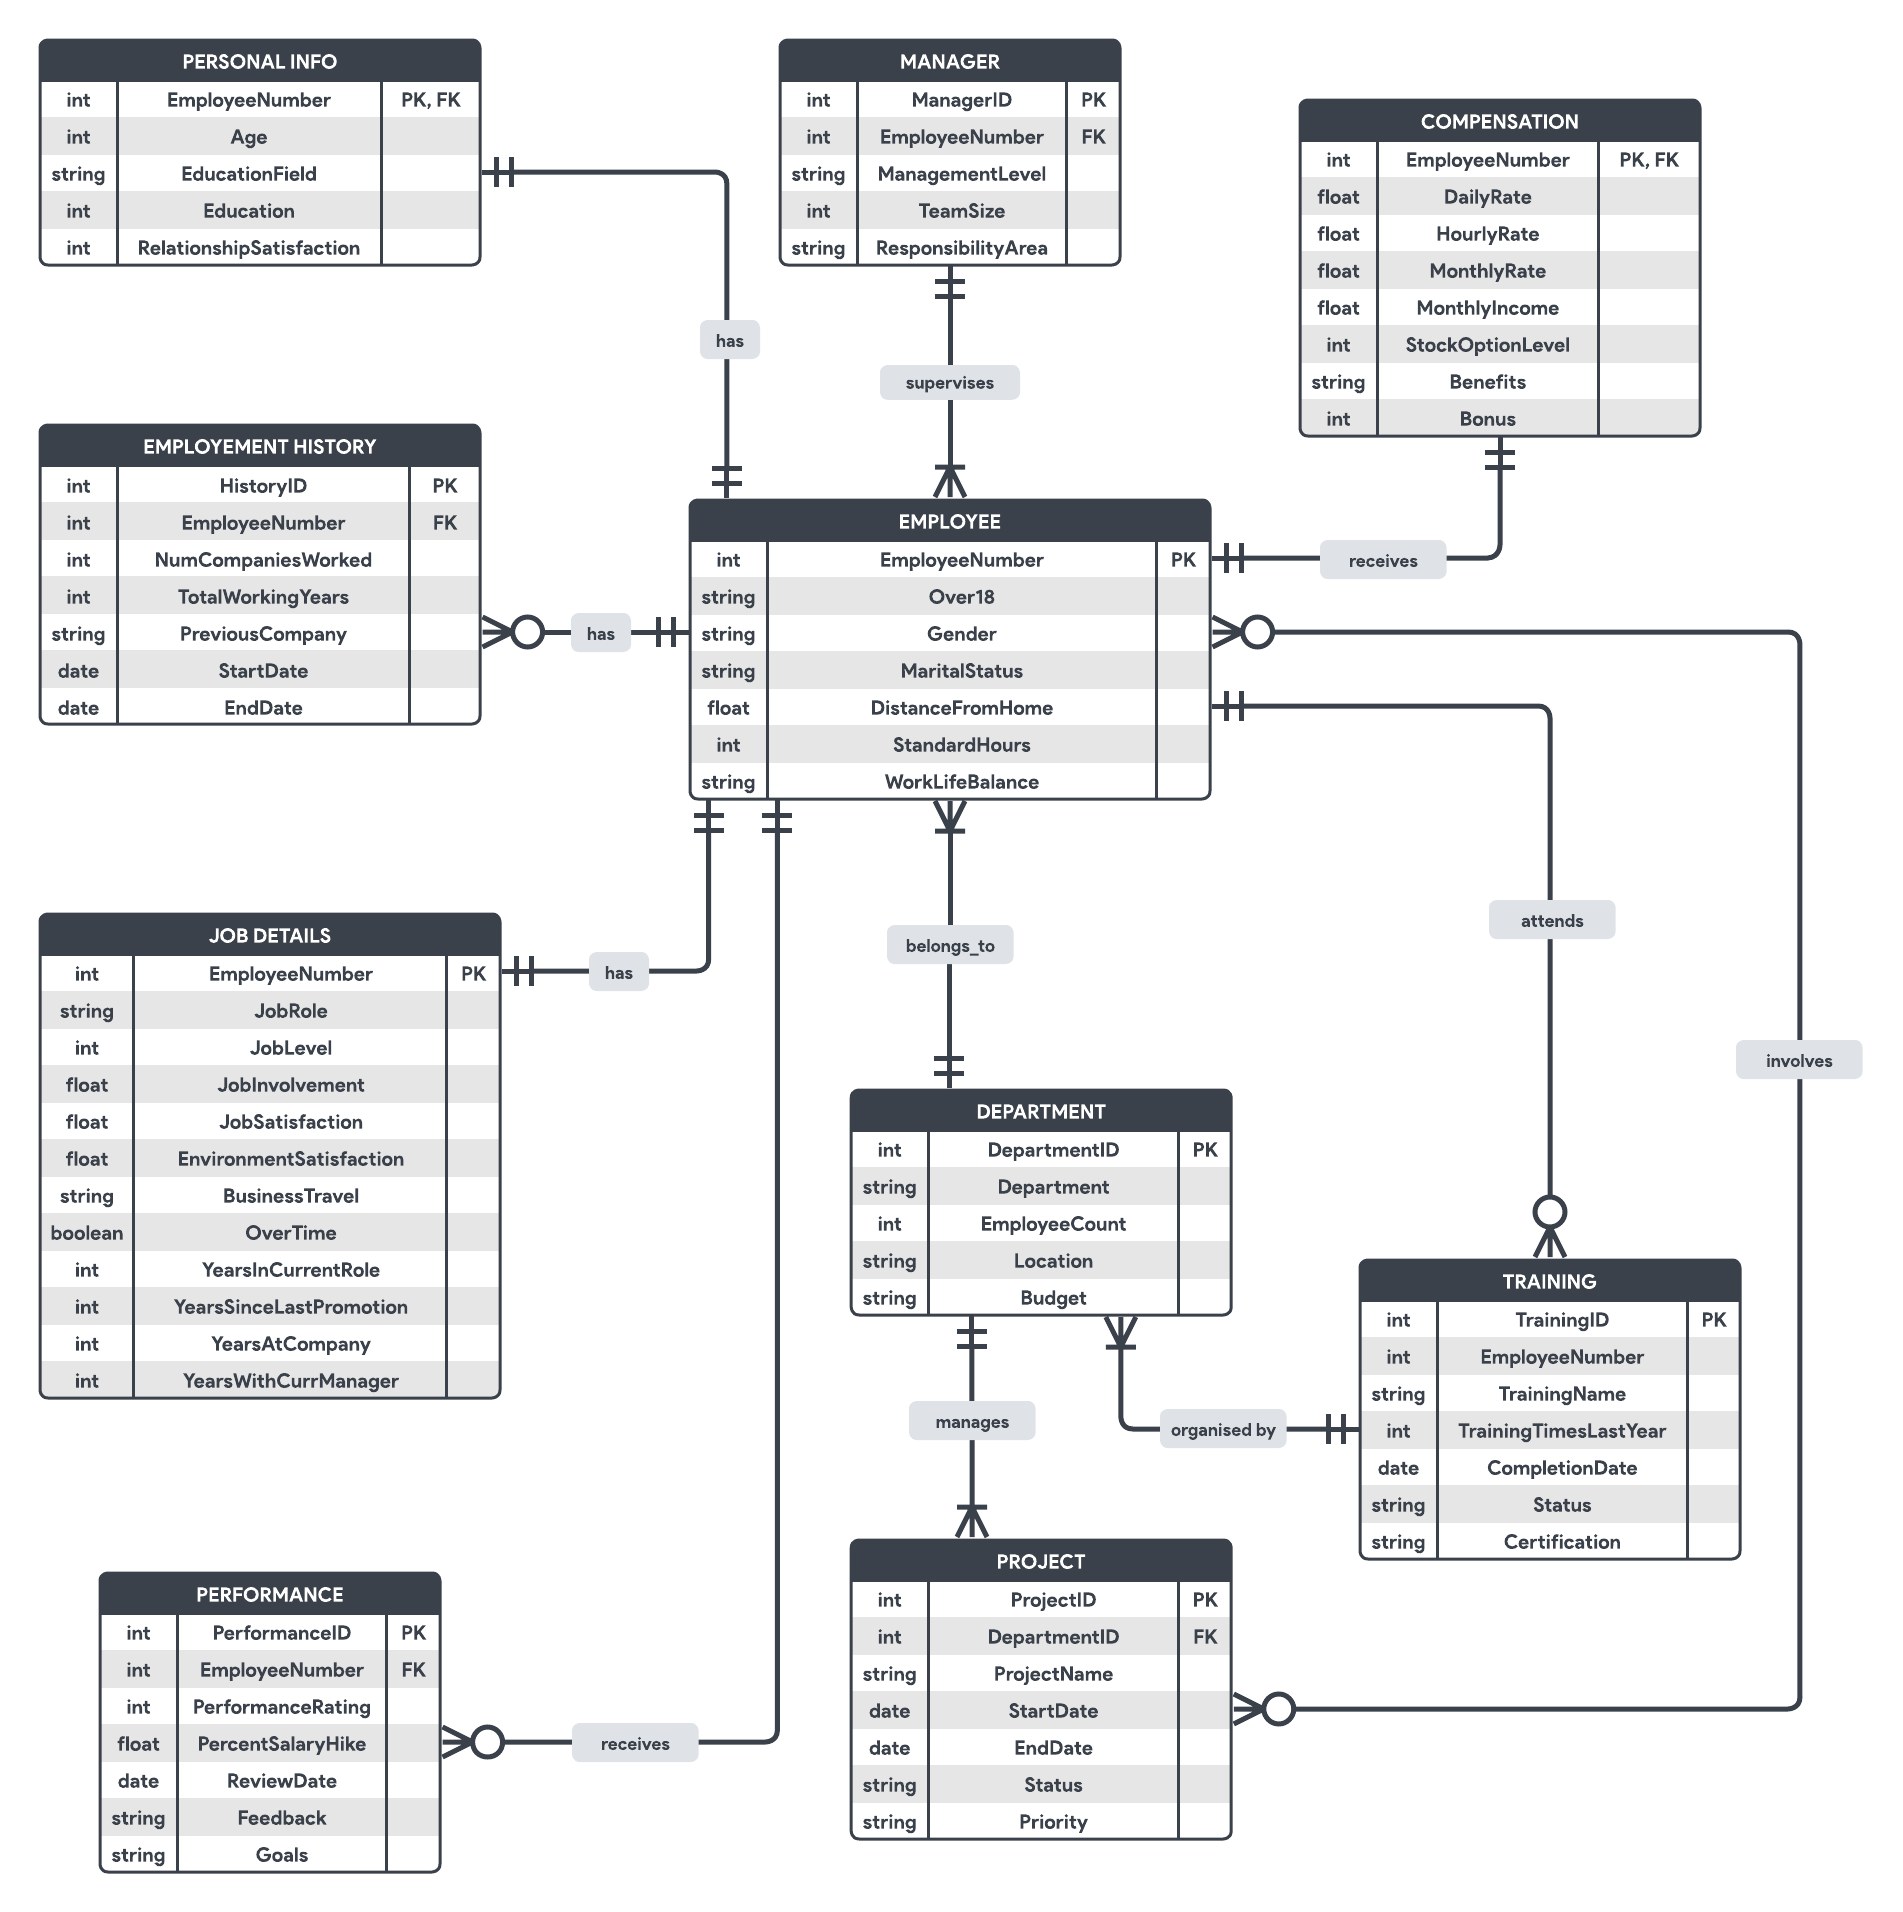 PERSONAL INFO
int EmployeeNumber PK, FK
int Age
string EducationField
int Education
int RelationshipSatisfaction
MANAGER
int ManagerID PK
int EmployeeNumber FK
string ManagementLevel
int TeamSize
string ResponsibilityArea
COMPENSATION
int EmployeeNumber PK, FK
float DailyRate
float HourlyRate
float MonthlyRate
float MonthlyIncome
int StockOptionLevel
string Benefits
int Bonus
has
supervises
receives
EMPLOYEMENT HISTORY
int HistoryID PK
int EmployeeNumber FK
int NumCompaniesWorked
int TotalWorkingYears
string PreviousCompany
date StartDate
date EndDate
has
EMPLOYEE
int EmployeeNumber PK
string Over18
string Gender
string MaritalStatus
float DistanceFromHome
int StandardHours
string WorkLifeBalance
JOB DETAILS
int EmployeeNumber PK
string JobRole
int JobLevel
float JobInvolvement
float JobSatisfaction
float EnvironmentSatisfaction
string BusinessTravel
boolean OverTime
int YearsInCurrentRole
int YearsSinceLastPromotion
int YearsAtCompany
int YearsWithCurrManager
has
belongs_to
attends
involves
DEPARTMENT
int DepartmentID PK
string Department
int EmployeeCount
string Location
string Budget
manages
organised by
TRAINING
int TrainingID PK
int EmployeeNumber
string TrainingName
int TrainingTimesLastYear
date CompletionDate
string Status
string Certification
PERFORMANCE
int PerformanceID PK
int EmployeeNumber FK
int PerformanceRating
float PercentSalaryHike
date ReviewDate
string Feedback
string Goals
receives
PROJECT
int ProjectID PK
int DepartmentID FK
string ProjectName
date StartDate
date EndDate
string Status
string Priority